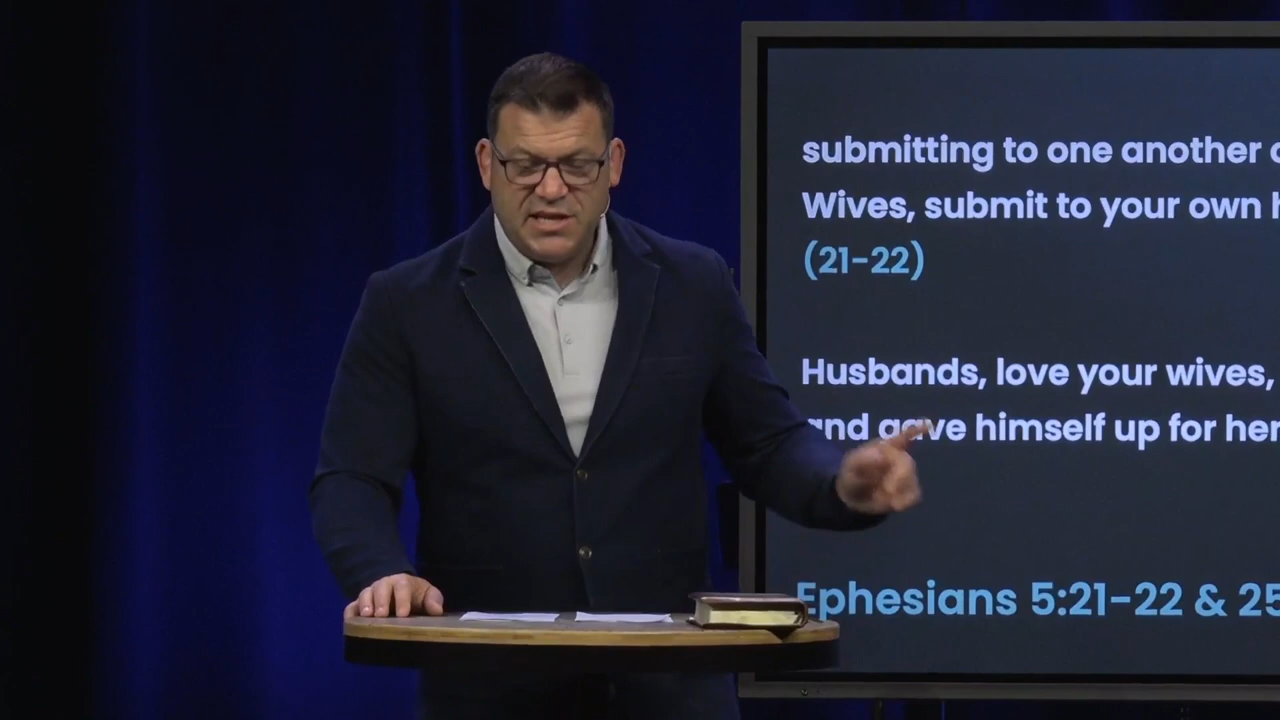 submitting to one another
Wives, submit to your own
(21-22)
Husbands, love your wives,
and gave himself up for her
Ephesians 5:21-22 & 25